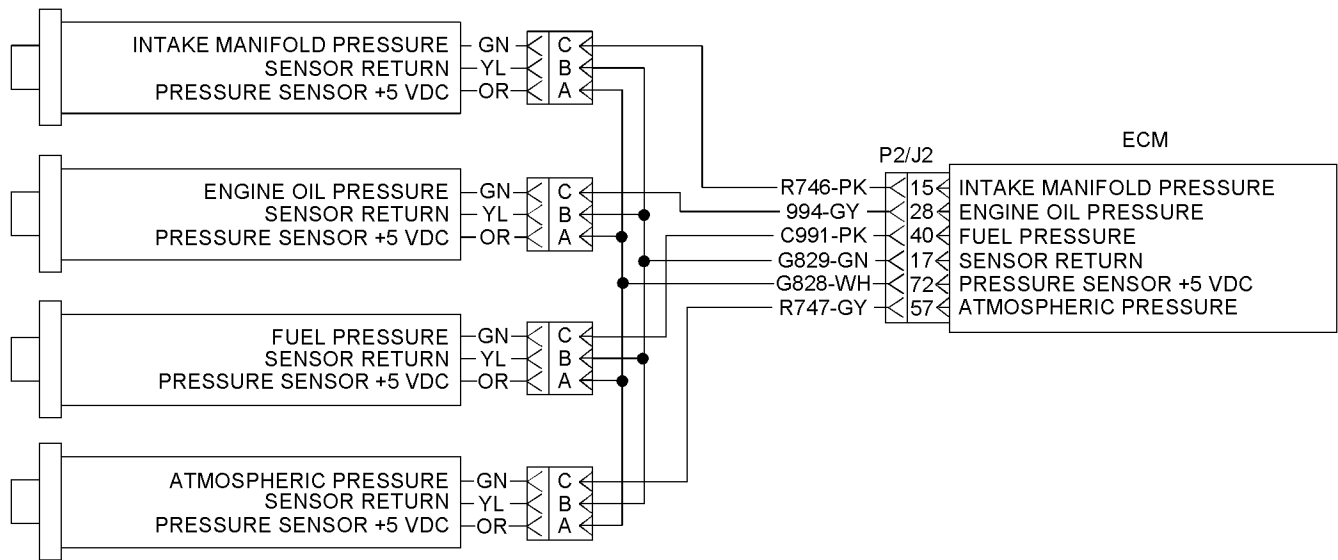 INTAKE MANIFOLD PRESSURE GN C
SENSOR RETURN YL B
PRESSURE SENSOR +5 VDC OR A
ENGINE OIL PRESSURE GN C
SENSOR RETURN YL B
PRESSURE SENSOR +5 VDC OR A
FUEL PRESSURE GN C
SENSOR RETURN YL B
PRESSURE SENSOR +5 VDC OR A
ATMOSPHERIC PRESSURE GN C
SENSOR RETURN YL B
PRESSURE SENSOR +5 VDC OR A
ECM
P2/J2
R746-PK 15 INTAKE MANIFOLD PRESSURE
994-GY 28 ENGINE OIL PRESSURE
C991-PK 40 FUEL PRESSURE
G829-GN 17 SENSOR RETURN
G828-WH 72 PRESSURE SENSOR +5 VDC
R747-GY 57 ATMOSPHERIC PRESSURE